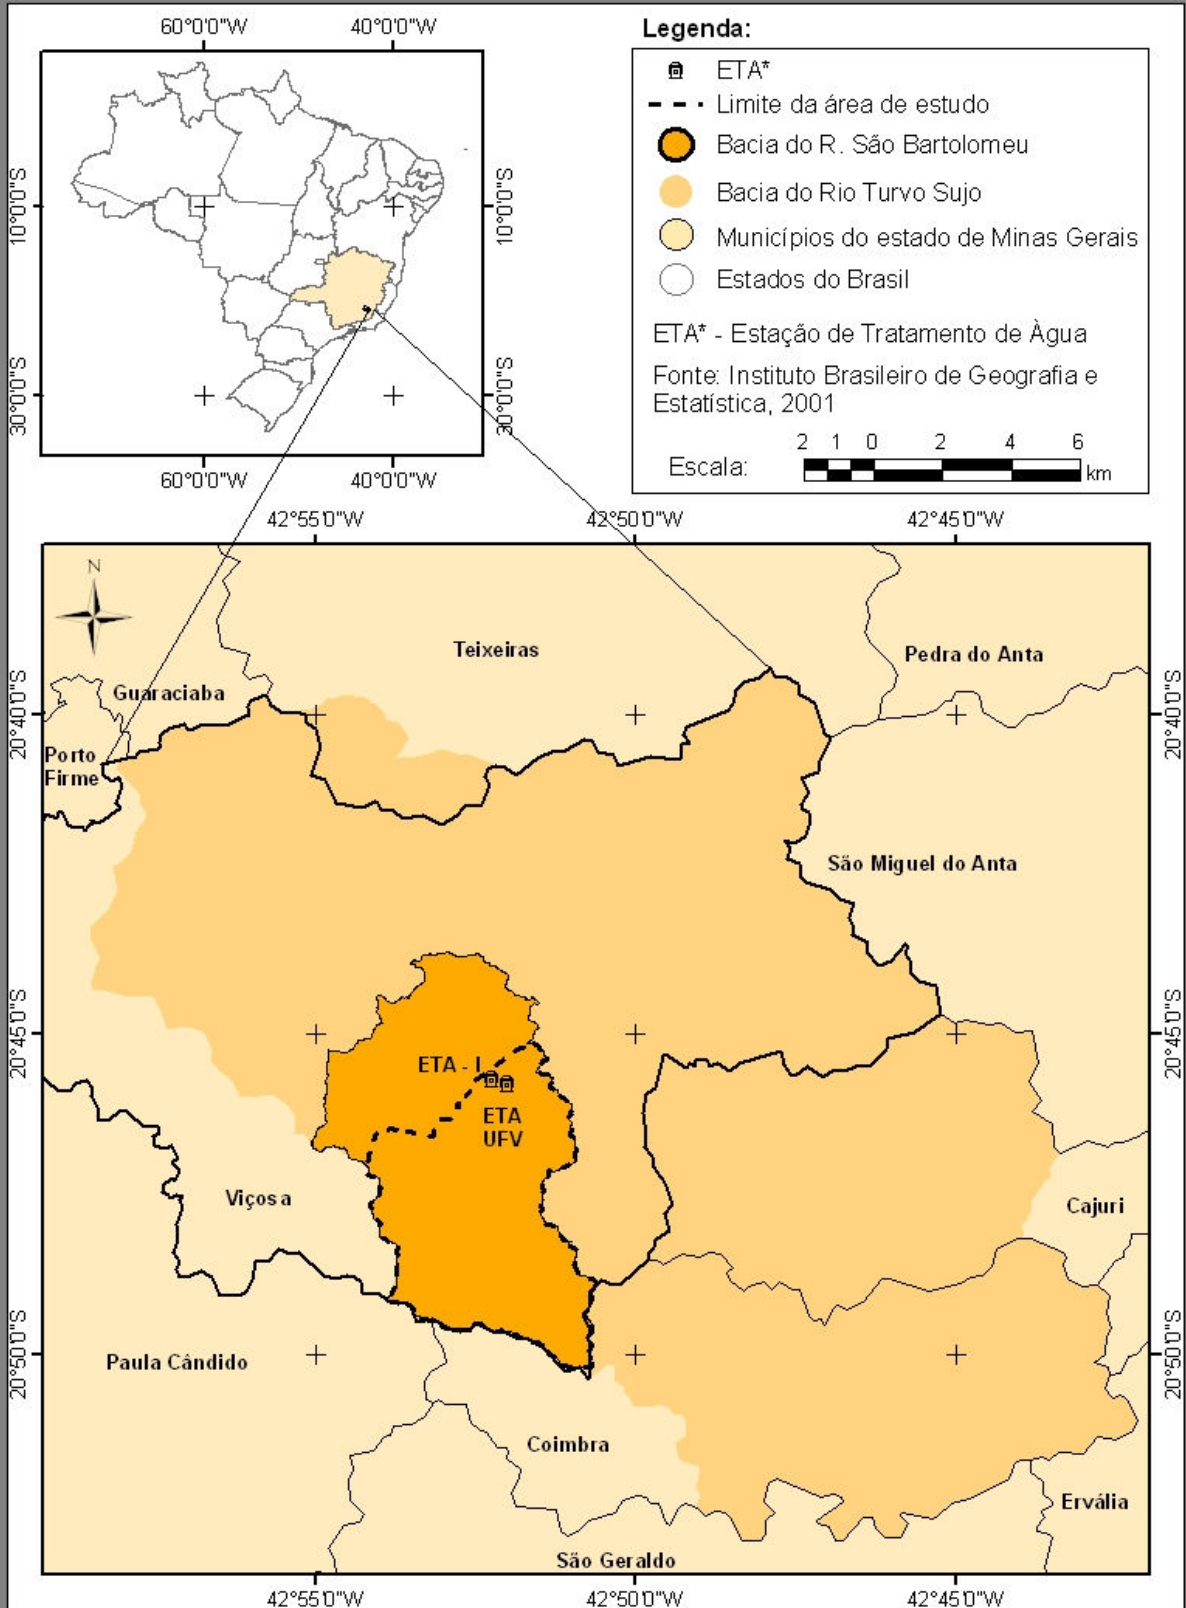 60°0'0"W 40°0'0"W
Legenda:
ETA*
Limite da área de estudo
Bacia do R. São Bartolomeu
Bacia do Rio Turvo Sujo
Municípios do estado de Minas Gerais
Estados do Brasil
ETA* - Estação de Tratamento de Àgua
Fonte: Instituto Brasileiro de Geografia e
Estatística, 2001
Escala:
2 1 0 2 4 6
km
10°0'0"S 10°0'0"S
30°0'0"S 30°0'0"S
60°0'0"W 40°0'0"W
42°55'0"W 42°50'0"W 42°45'0"W
N
Teixeiras
Pedra do Anta
Guaraciaba
20°40'0"S 20°40'0"S
Porto
Firme
São Miguel do Anta
20°45'0"S 20°45'0"S
ETA - I
ETA
UFV
Viçosa
Cajuri
20°50'0"S 20°50'0"S
Paula Cândido
Coimbra
Ervália
São Geraldo
42°55'0"W 42°50'0"W 42°45'0"W